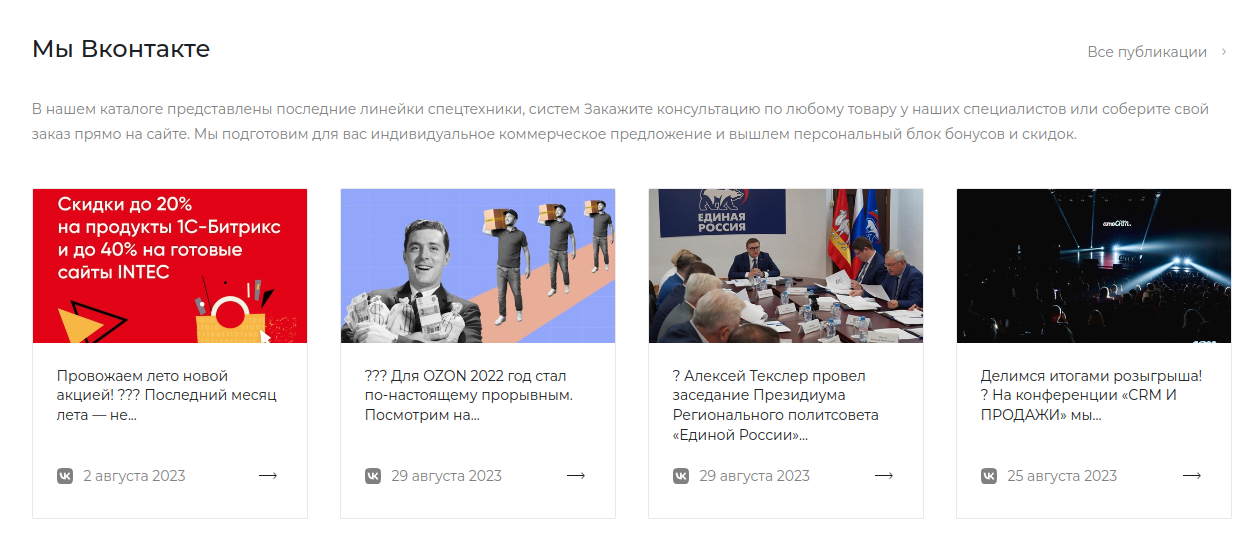 Мы Вконтакте
Все публикации
В нашем каталоге представлены последние линейки спецтехники, систем Закажите консультацию по любому товару у наших специалистов или соберите свой
заказ прямо на сайте. Мы подготовим для вас индивидуальное коммерческое предложение и вышлем персональный блок бонусов и скидок.
Скидки до 20%
на продукты 1С-Битрикс
и до 40% на готовые
сайты INTEC
Провожаем лето новой
акцией! ??? Последний месяц
лета — не...
2 августа 2023
??? Для OZON 2022 год стал
по-настоящему прорывным.
Посмотрим на...
29 августа 2023
ЕДИНАЯ
РОССИЯ
? Алексей Текслер провел
заседание Президиума
Регионального политсовета
«Единой России»...
29 августа 2023
amoCRM.
Делимся итогами розыгрыша!
? На конференции «CRM И
ПРОДАЖИ» мы...
25 августа 2023